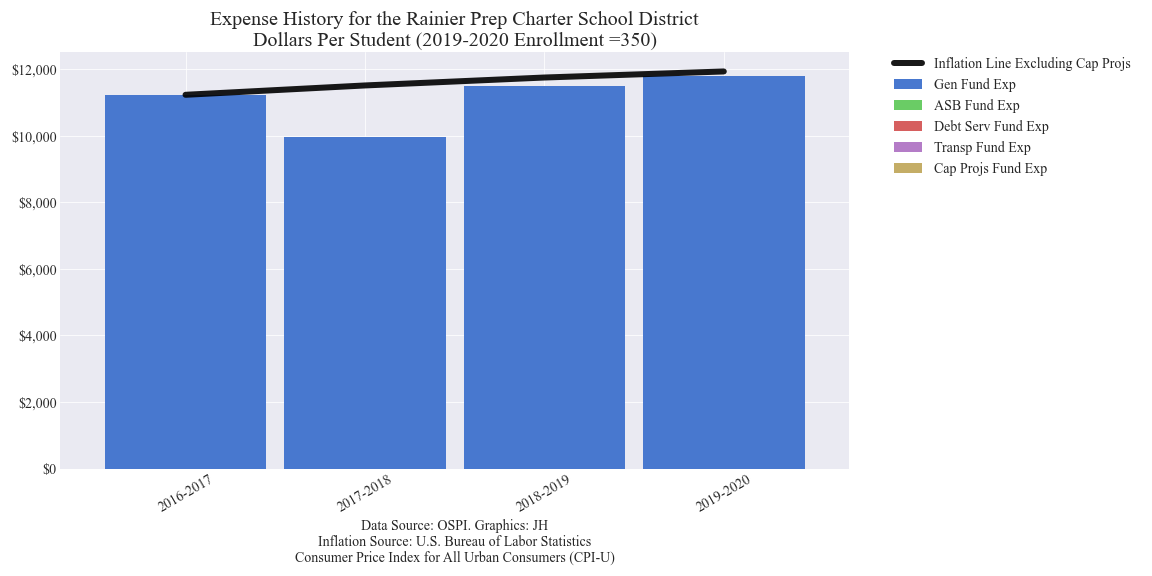 Expense History for the Rainier Prep Charter School District
Dollars Per Student (2019-2020 Enrollment =350)
$12,000
$10,000
$8,000
$6,000
$4,000
$2,000
$0
2016-2017
2017-2018
2018-2019
2019-2020
Inflation Line Excluding Cap Projs
Gen Fund Exp
ASB Fund Exp
Debt Serv Fund Exp
Transp Fund Exp
Cap Projs Fund Exp
Data Source: OSPI. Graphics: JH
Inflation Source: U.S. Bureau of Labor Statistics
Consumer Price Index for All Urban Consumers (CPI-U)